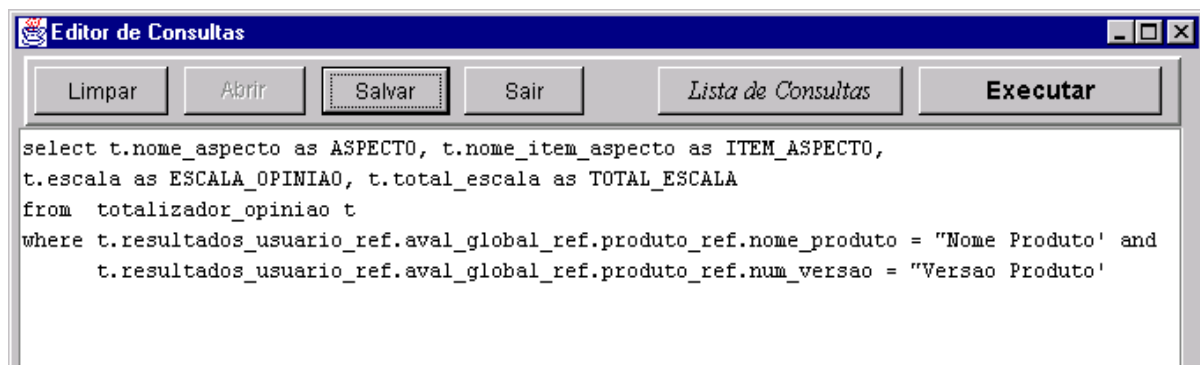 Editor de Consultas
Limpar Abrir Salvar Sair Lista de Consultas Executar
select t.nome_aspecto as ASPECTO, t.nome_item_aspecto as ITEM_ASPECTO,
t.escala as ESCALA_OPINIAO, t.total_escala as TOTAL_ESCALA
from  totalizador_opiniao t
where t.resultados_usuario_ref.aval_global_ref.produto_ref.nome_produto = "Nome Produto' and
      t.resultados_usuario_ref.aval_global_ref.produto_ref.num_versao = "Versao Produto'